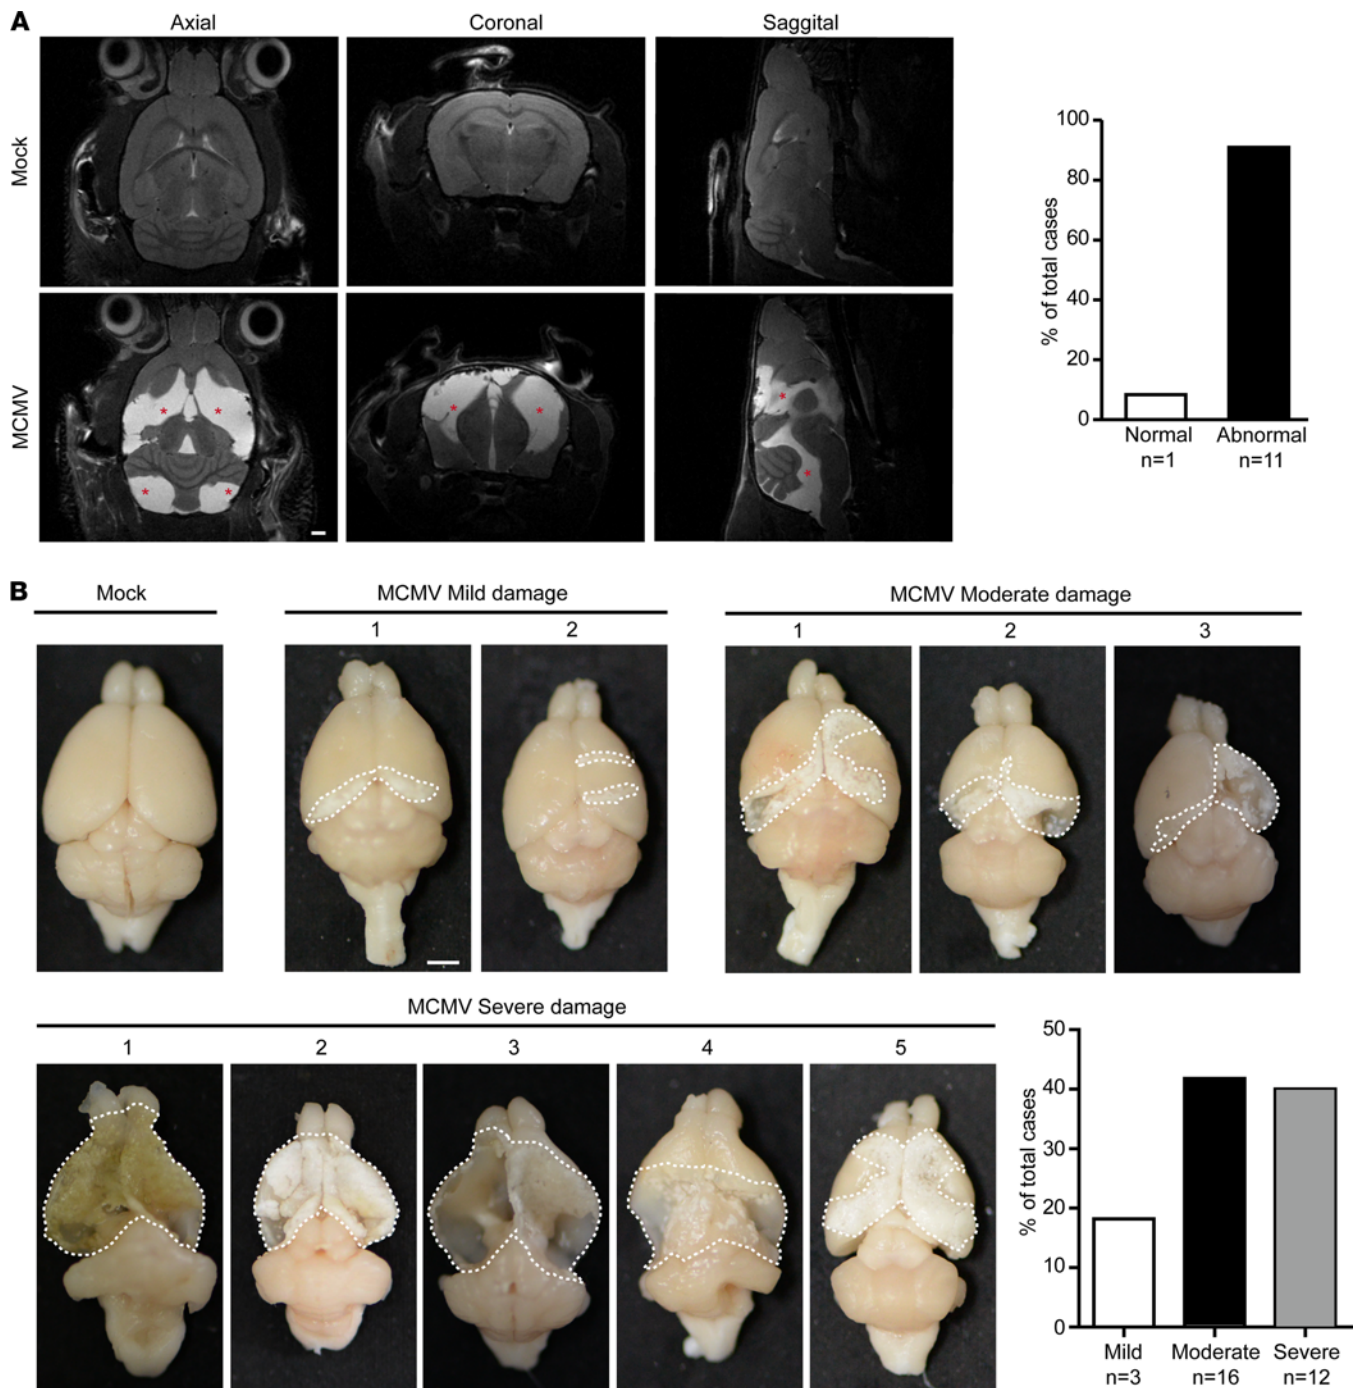 A
Axial
Coronal
Saggital
Mock
MCMV
% of total cases
100
80
60
40
20
0
Normal
n=1
Abnormal
n=11
B
Mock
MCMV Mild damage
1
2
MCMV Moderate damage
1
2
3
MCMV Severe damage
1
2
3
4
5
% of total cases
50
40
30
20
10
0
Mild
n=3
Moderate
n=16
Severe
n=12